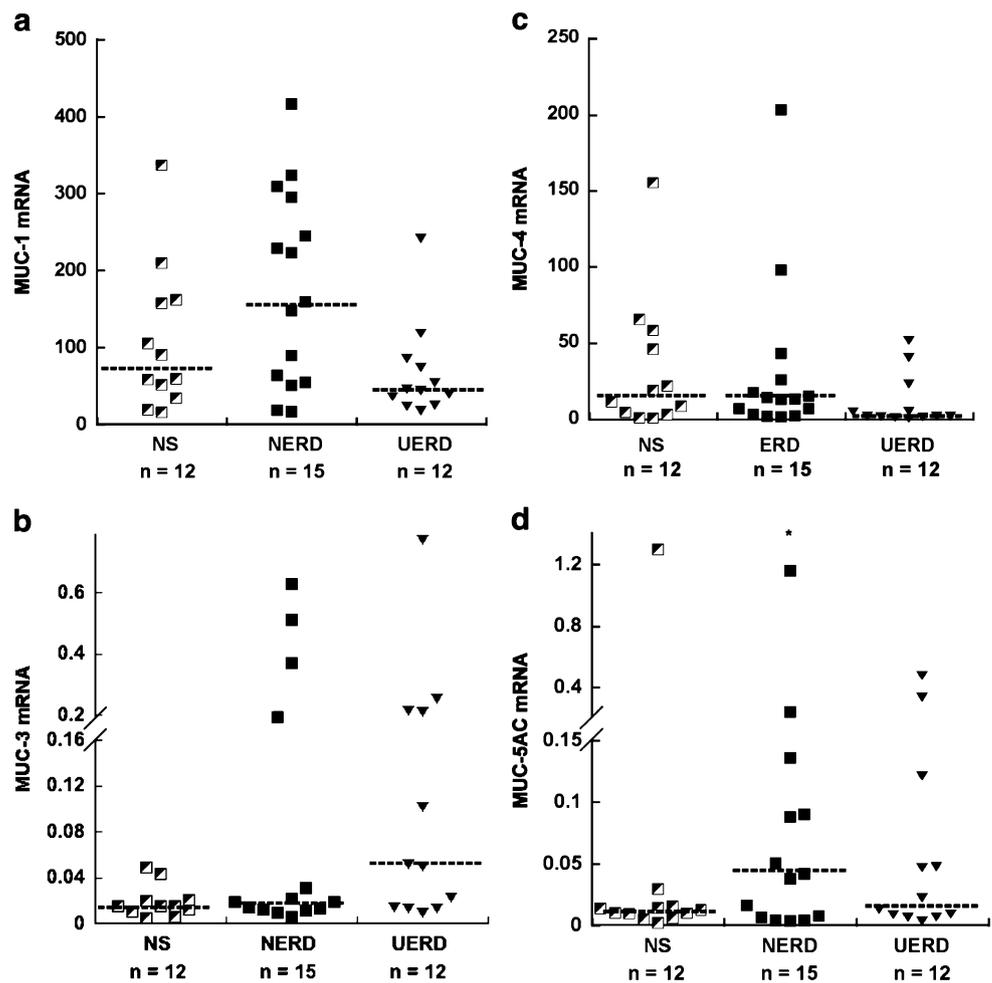 a
500
400
300
200
100
0
MUC-1 mRNA
NS NERD UERD
n = 12 n = 15 n = 12
c
250
200
150
100
50
0
MUC-4 mRNA
NS ERD UERD
n = 12 n = 15 n = 12
b
0.6
0.4
0.2
0.16
0.12
0.08
0.04
0
MUC-3 mRNA
NS NERD UERD
n = 12 n = 15 n = 12
d
*
1.2
0.8
0.4
0.15
0.1
0.05
0
MUC-5AC mRNA
NS NERD UERD
n = 12 n = 15 n = 12